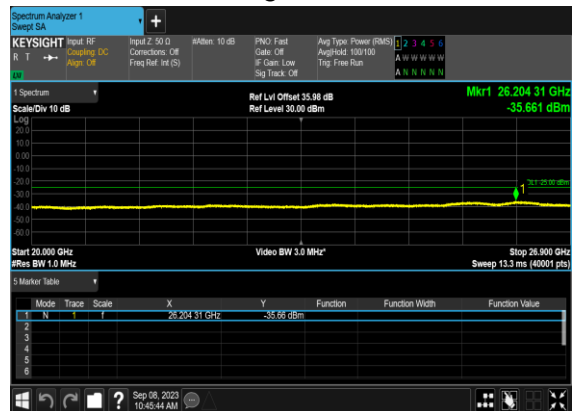 Spectrum Analyzer 1
Swept SA
+
KEYSIGHT Input: RF Input Z: 50 Ω #Atten: 10 dB PNO: Fast Avg Type: Power (RMS) 1 2 3 4 5 6
R T Coupling: DC Corrections: Off Gate: Off Avg|Hold: 100/100 A W W W W W
Align: Off Freq Ref: Int (S) IF Gain: Low Trig: Free Run
LW Sig Track: Off A N N N N N
1 Spectrum Ref Lvl Offset 35.98 dB Mkr1 26.204 31 GHz
Scale/Div 10 dB Ref Level 30.00 dBm -35.661 dBm
Log
20.0
10.0
0.00
-10.0
-20.0
-30.0
-40.0
-50.0
-60.0
1
Start 20.000 GHz Video BW 3.0 MHz* Stop 26.900 GHz
#Res BW 1.0 MHz Sweep 13.3 ms (40001 pts)
5 Marker Table
Mode Trace Scale X Y Function Function Width Function Value
1 N 1 f 26.204 31 GHz -35.66 dBm
2
3
4
5
6
? Sep 08, 2023
10:45:44 AM